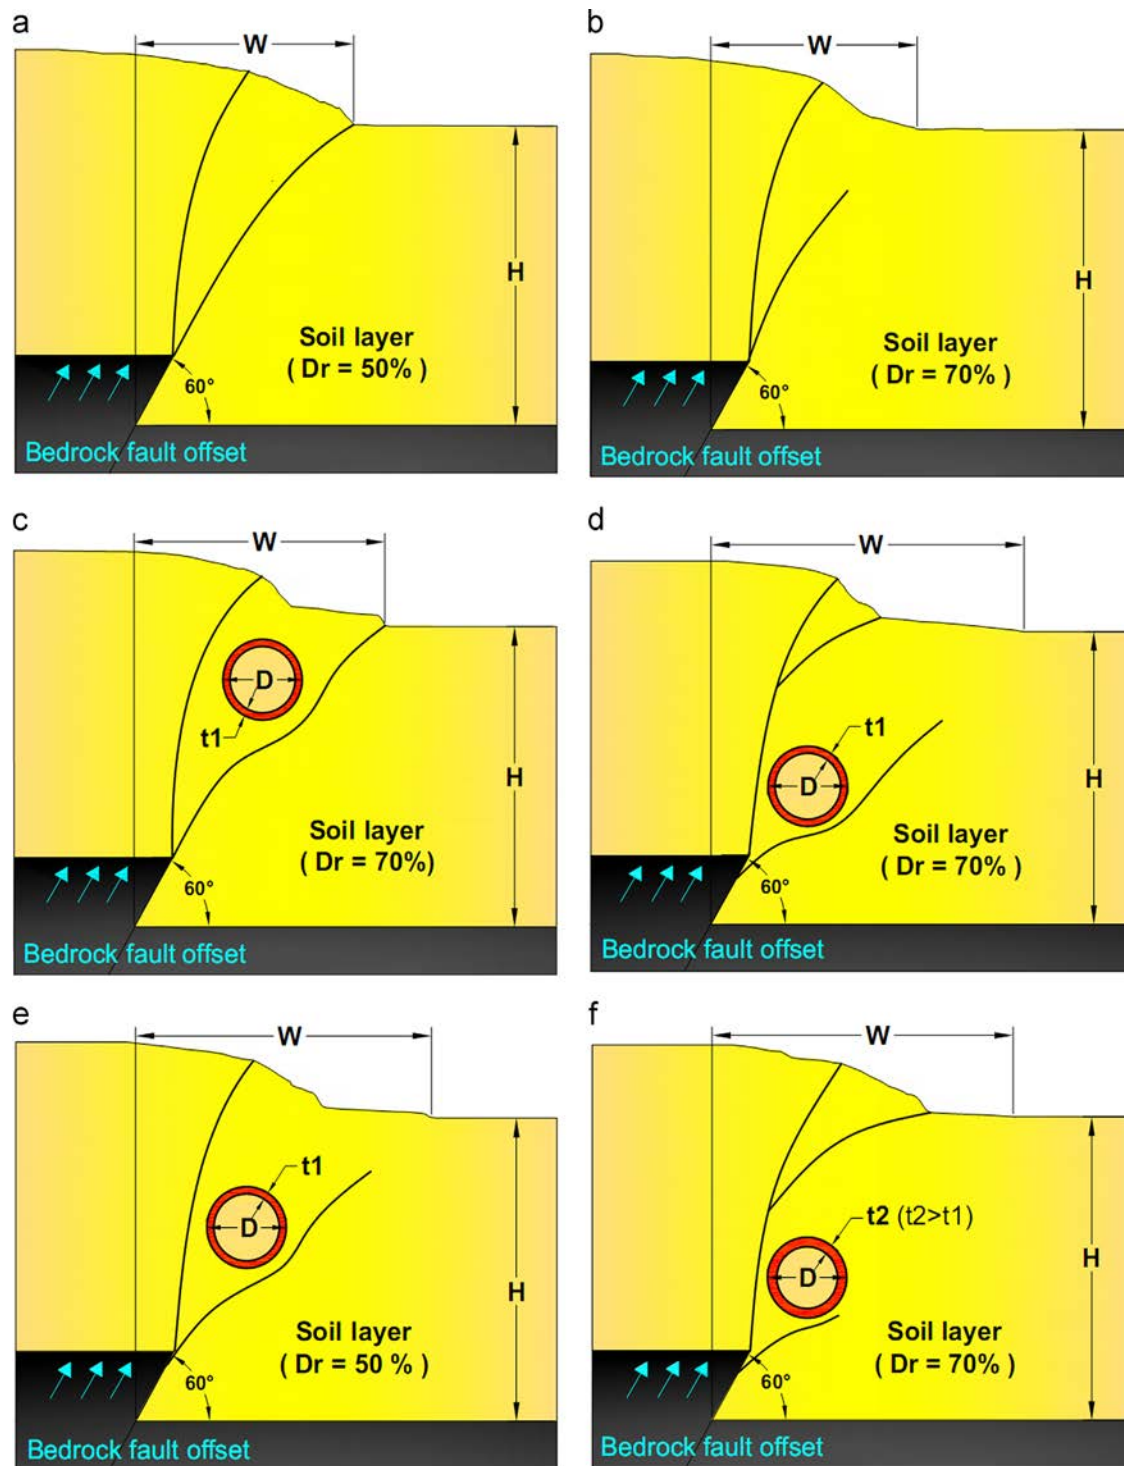 a
W
H
Soil layer
( Dr = 50% )
60°
Bedrock fault offset
b
W
H
Soil layer
( Dr = 70% )
60°
Bedrock fault offset
c
W
D
t1
H
Soil layer
( Dr = 70%)
60°
Bedrock fault offset
d
W
t1
D
H
Soil layer
( Dr = 70% )
60°
Bedrock fault offset
e
W
t1
D
H
Soil layer
( Dr = 50 % )
60°
Bedrock fault offset
f
W
t2 (t2>t1)
D
H
Soil layer
( Dr = 70% )
60°
Bedrock fault offset